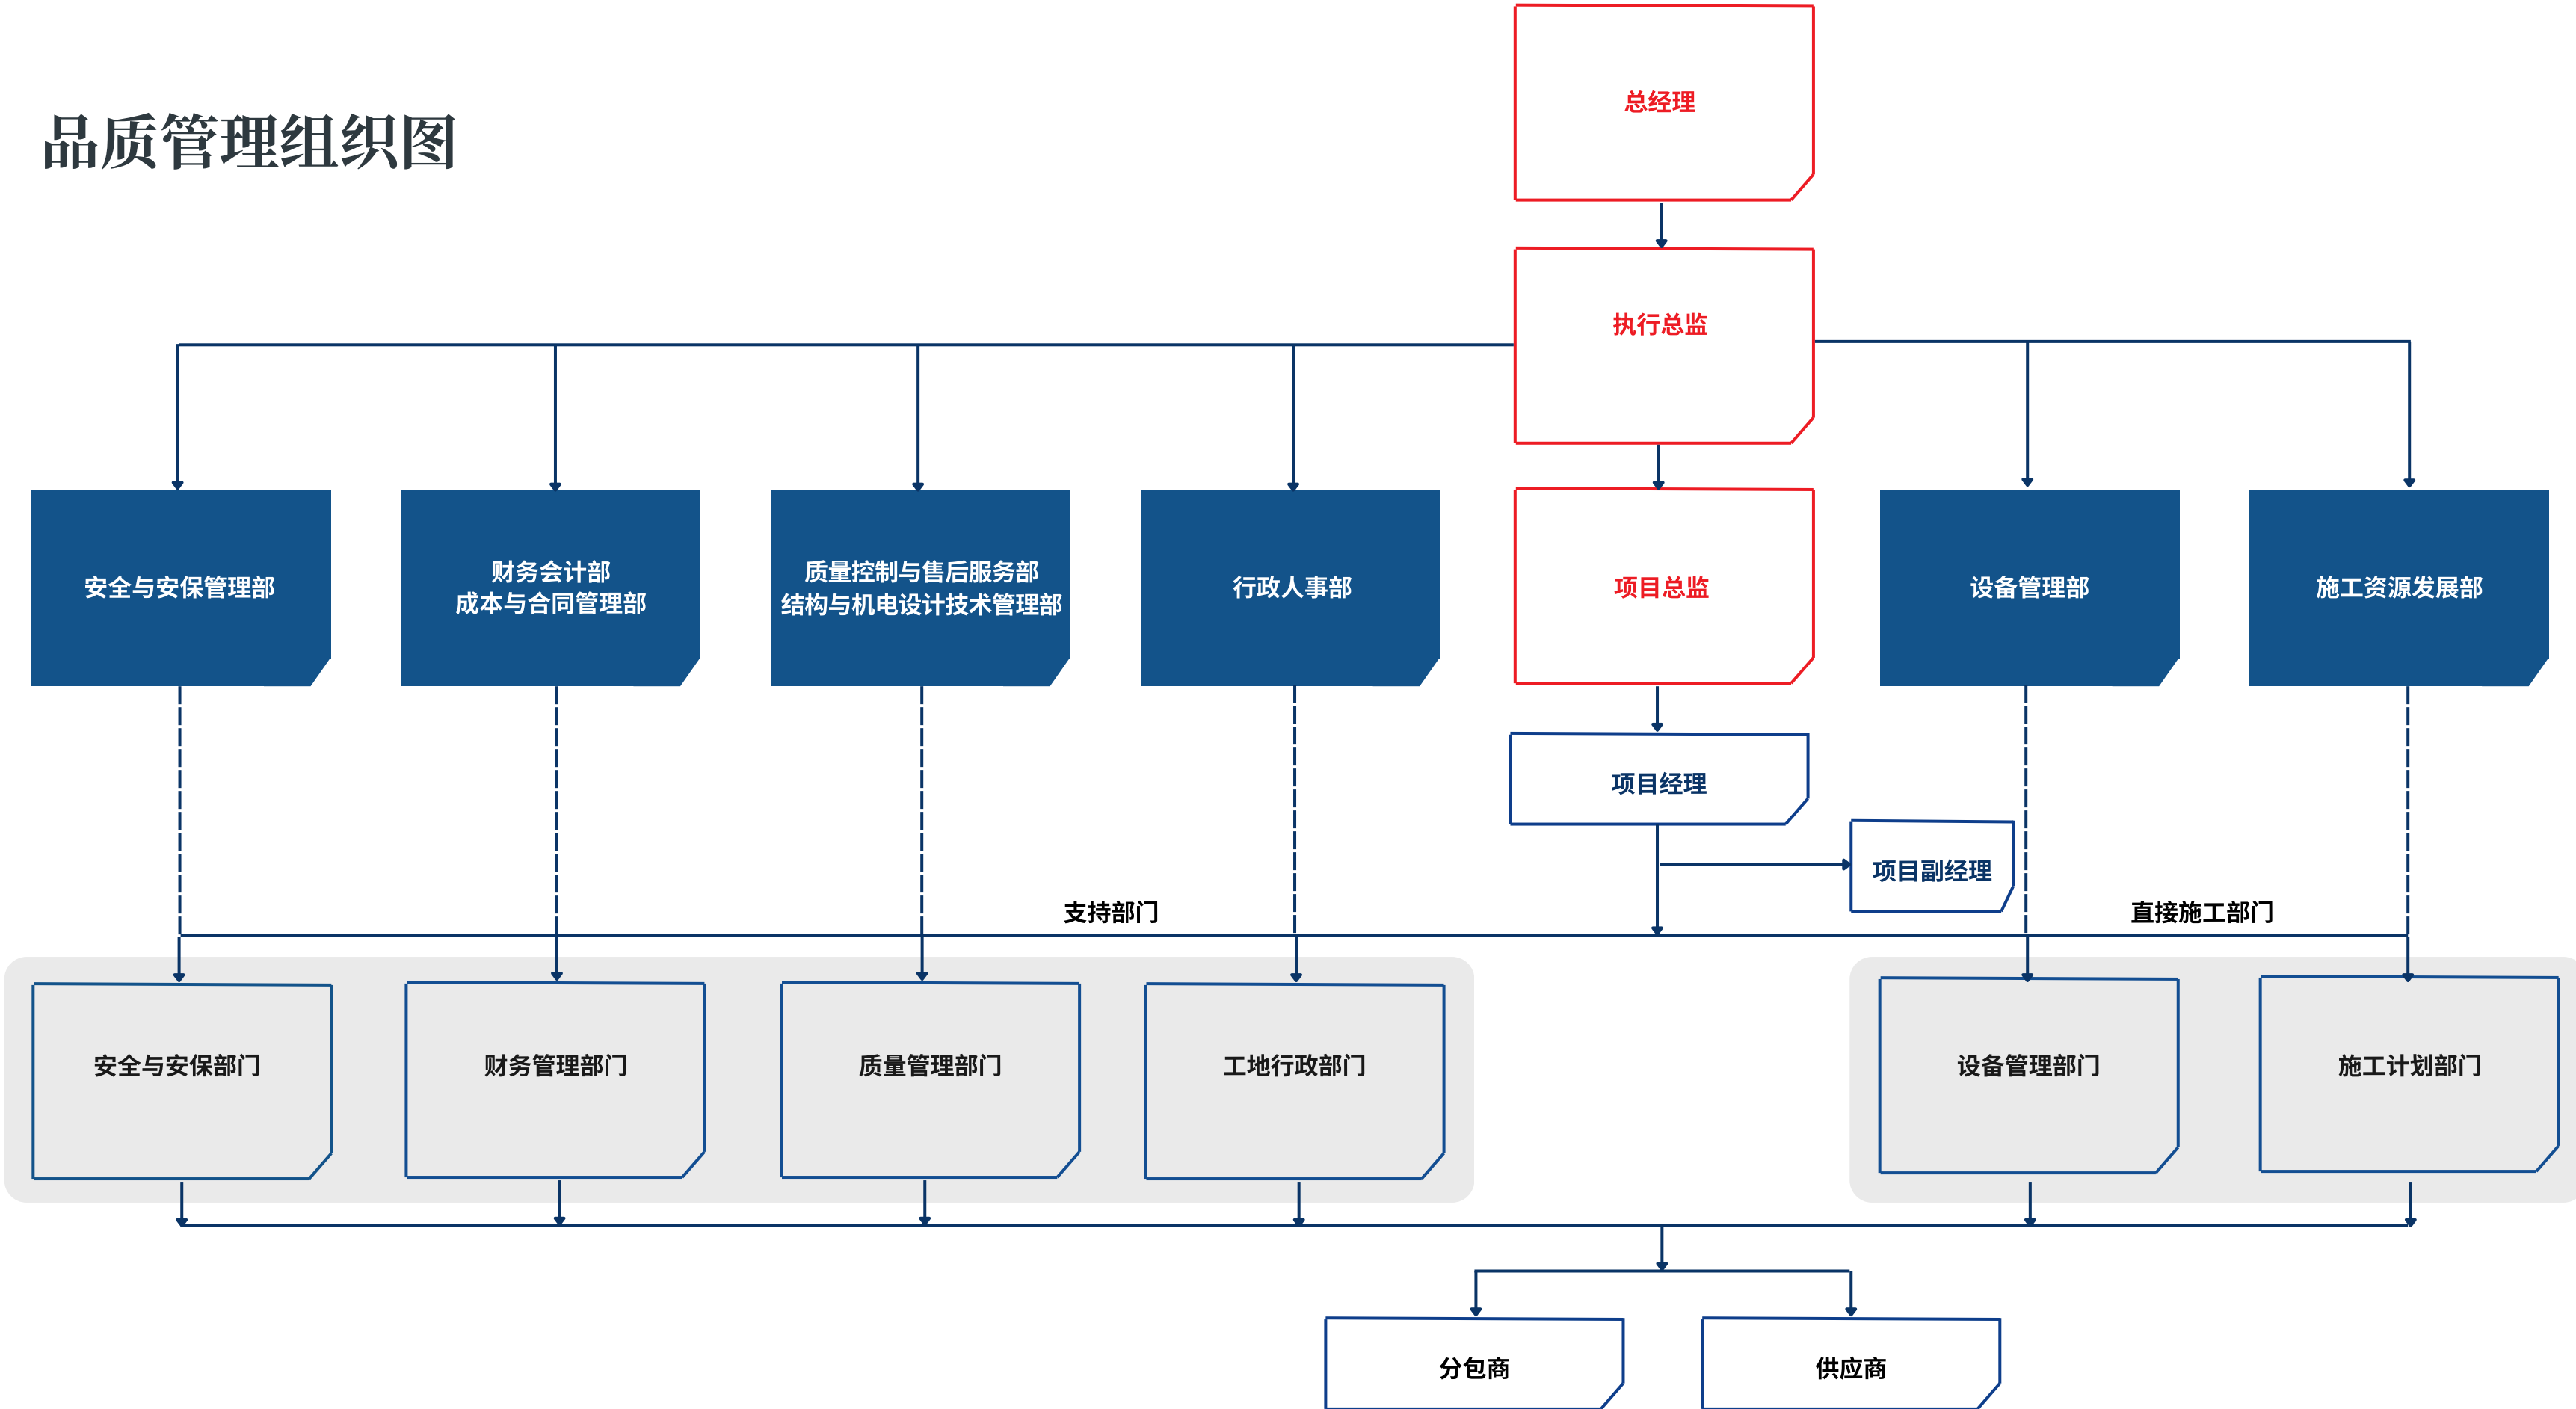 品质管理组织图
总经理
执行总监
安全与安保管理部
财务会计部
成本与合同管理部
质量控制与售后服务部
结构与机电设计技术管理部
行政人事部
项目总监
设备管理部
施工资源发展部
项目经理
项目副经理
支持部门
直接施工部门
安全与安保部门
财务管理部门
质量管理部门
工地行政部门
设备管理部门
施工计划部门
分包商
供应商